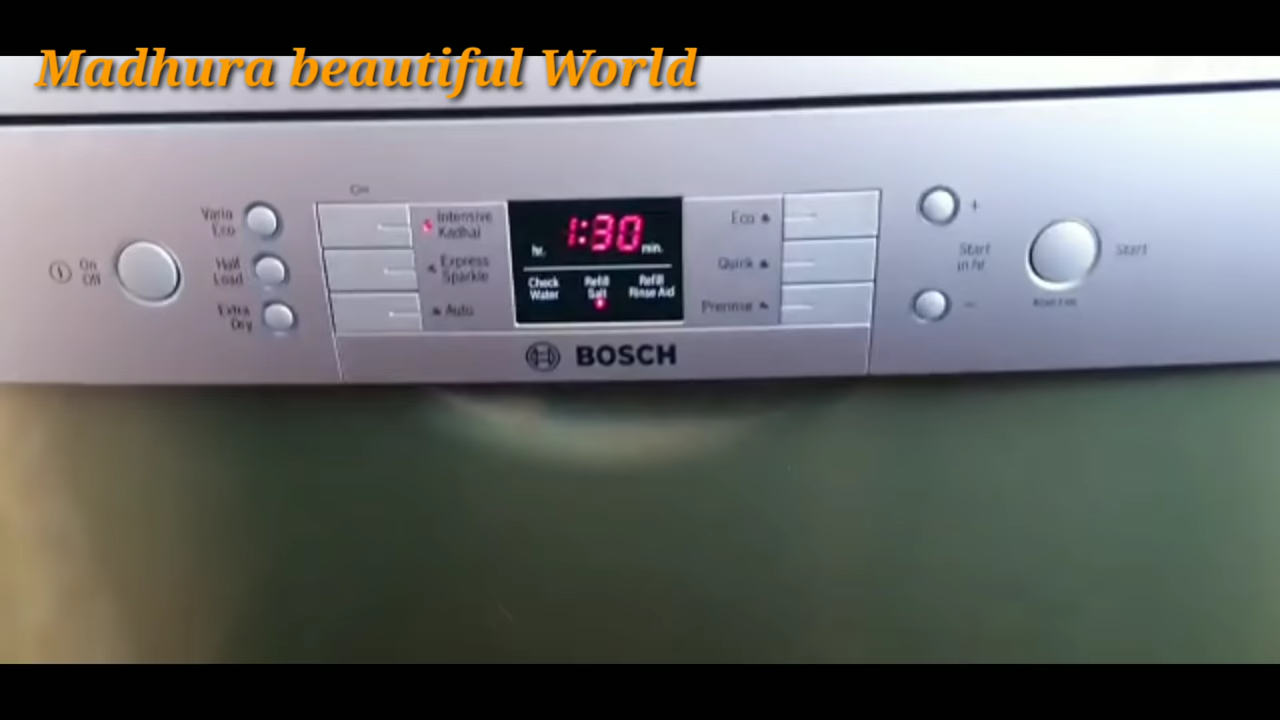 Madhura beautiful World
On
Off
Vario
Eco
Half
Load
Extra
Dry
Intensive
Kadhai
Express
Sparkle
Auto
1:30
hr.
min.
Check
Water
Refill
Salt
Refill
Rinse Aid
Eco
Quick
Prerinse
+
Start
in hr
-
Start
BOSCH